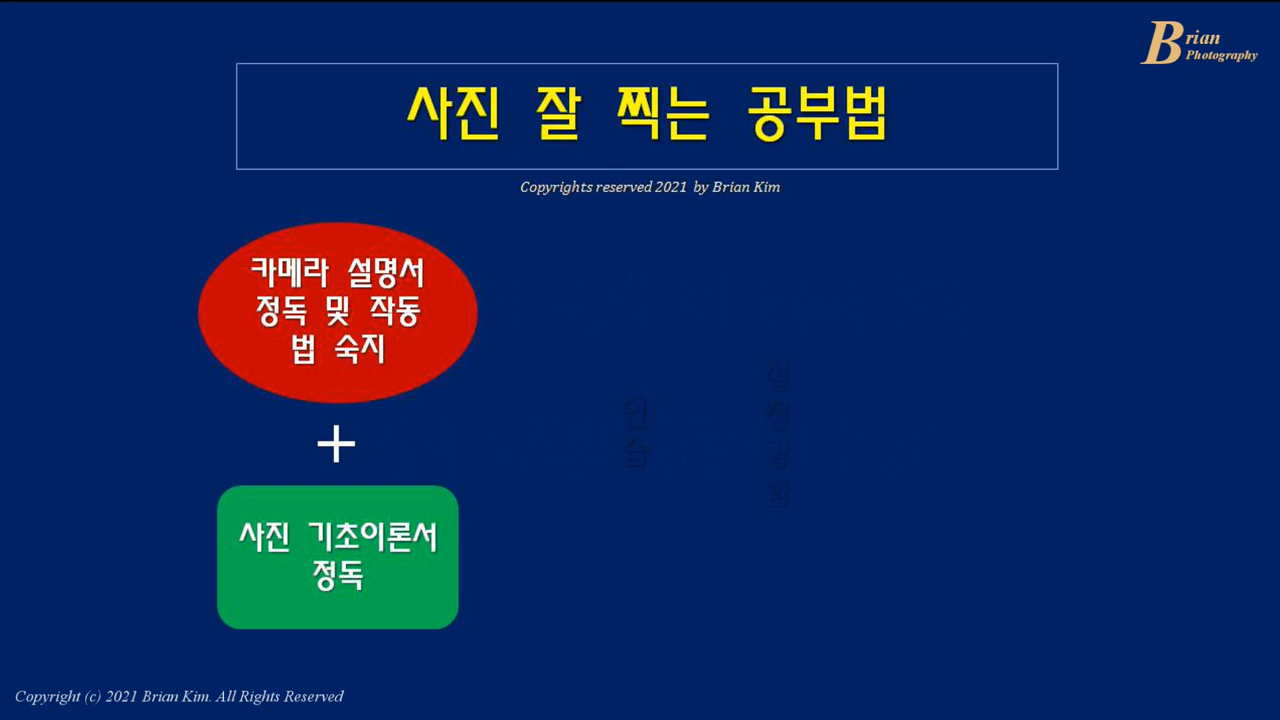 Brian
Photography
사진 잘 찍는 공부법
Copyrights reserved 2021 by Brian Kim
카메라 설명서
정독 및 작동
법 숙지
+
사진 기초이론서
정독
Copyright (c) 2021 Brian Kim. All Rights Reserved